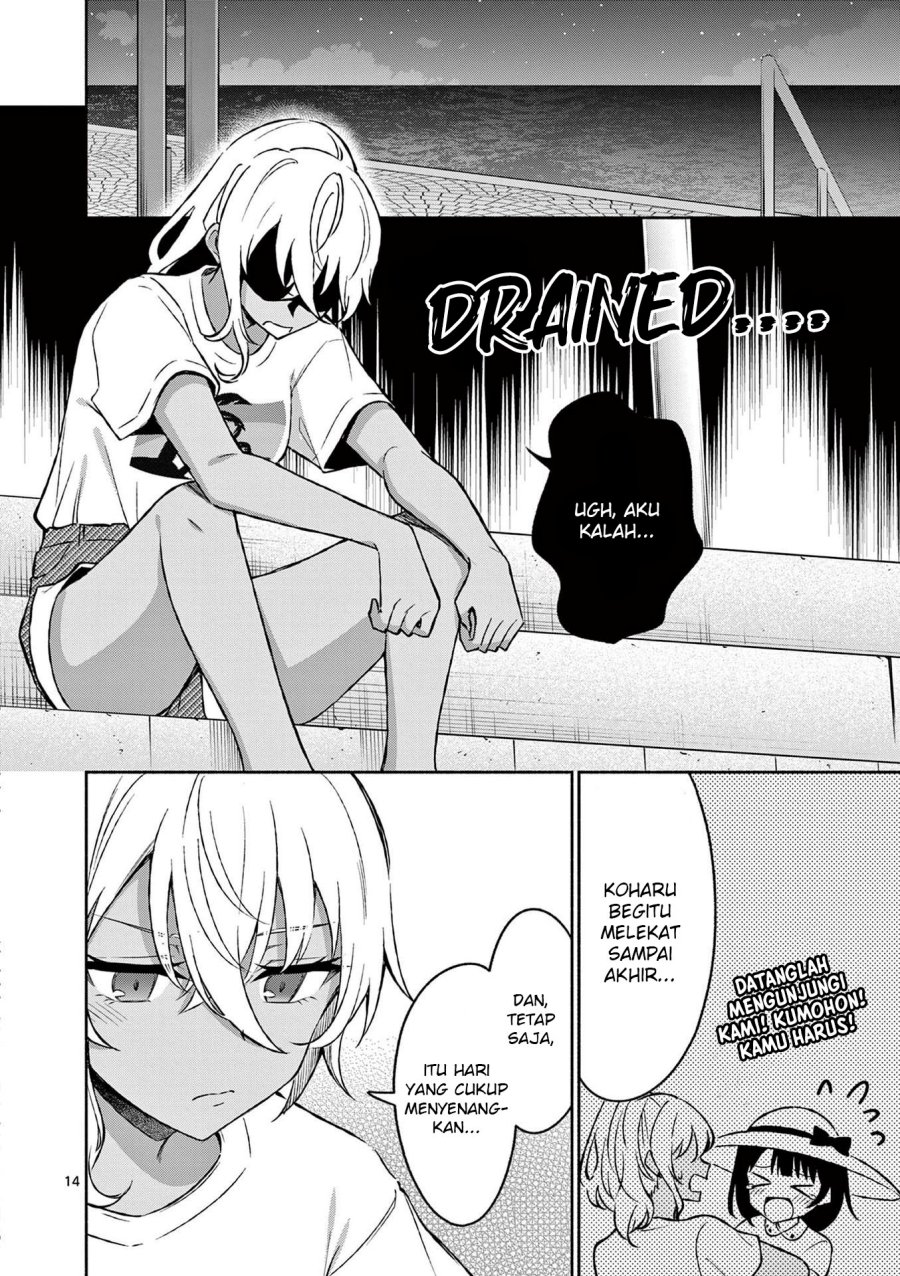 DRAINED....
UGH, AKU
KALAH...
KOHARU
BEGITU
MELEKAT
SAMPAI
AKHIR...
DATANGLAH
MENGUNJUNGI
KAMI! KUMOHON!
KAMU HARUS!
DAN,
TETAP
SAJA,
ITU HARI
YANG CUKUP
MENYENANG-
KAN...
14